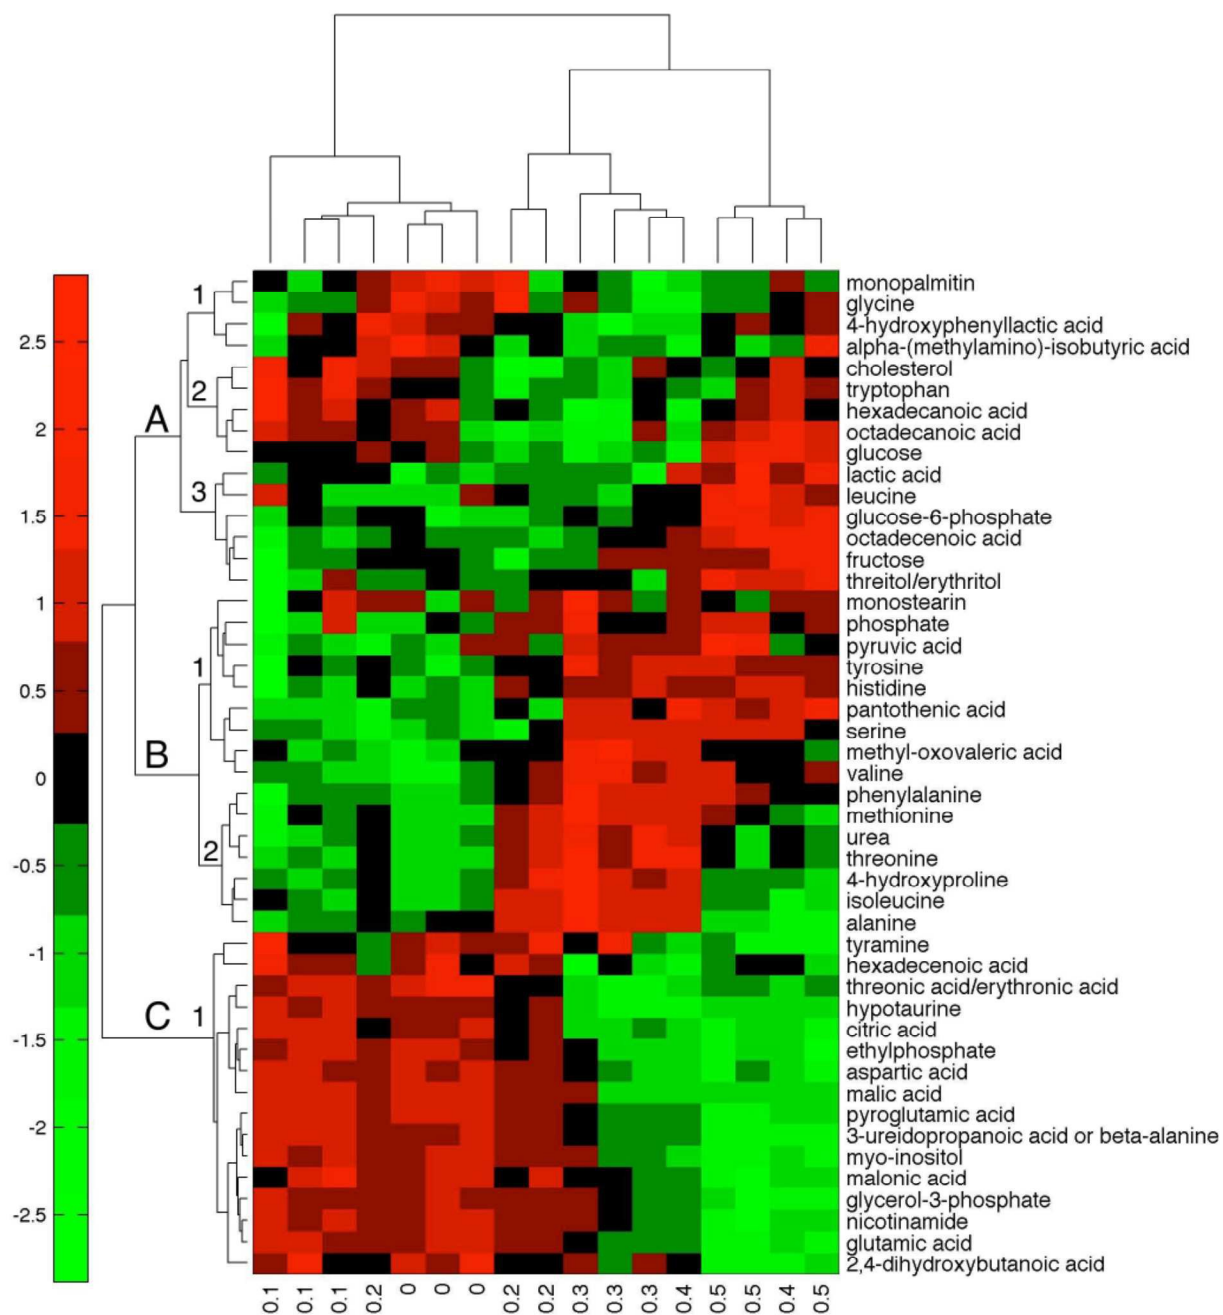 2.5
2
1.5
1
0.5
0
-0.5
-1
-1.5
-2
-2.5
A
1
2
3
B
1
2
C
1
monopalmitin
glycine
4-hydroxyphenyllactic acid
alpha-(methylamino)-isobutyric acid
cholesterol
tryptophan
hexadecanoic acid
octadecanoic acid
glucose
lactic acid
leucine
glucose-6-phosphate
octadecenoic acid
fructose
threitol/erythritol
monostearin
phosphate
pyruvic acid
tyrosine
histidine
pantothenic acid
serine
methyl-oxovaleric acid
valine
phenylalanine
methionine
urea
threonine
4-hydroxyproline
isoleucine
alanine
tyramine
hexadecenoic acid
threonic acid/erythronic acid
hypotaurine
citric acid
ethylphosphate
aspartic acid
malic acid
pyroglutamic acid
3-ureidopropanoic acid or beta-alanine
myo-inositol
malonic acid
glycerol-3-phosphate
nicotinamide
glutamic acid
2,4-dihydroxybutanoic acid
0.1 0.1 0.1 0.2 0 0 0 0.2 0.2 0.3 0.3 0.3 0.4 0.5 0.5 0.4 0.5